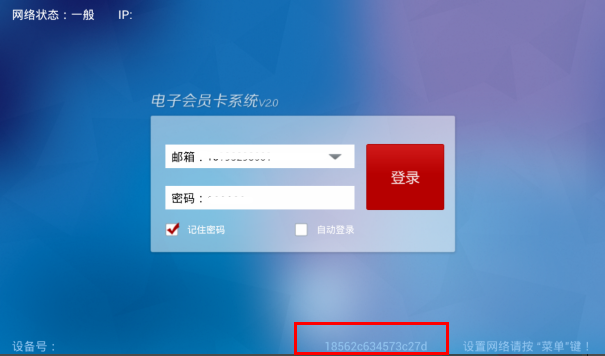 网络状态：一般 IP:
电子会员卡系统V2.0
邮箱：
密码：
登录
记住密码 自动登录
设备号： 18562c634573c27d 设置网络请按“菜单”键！